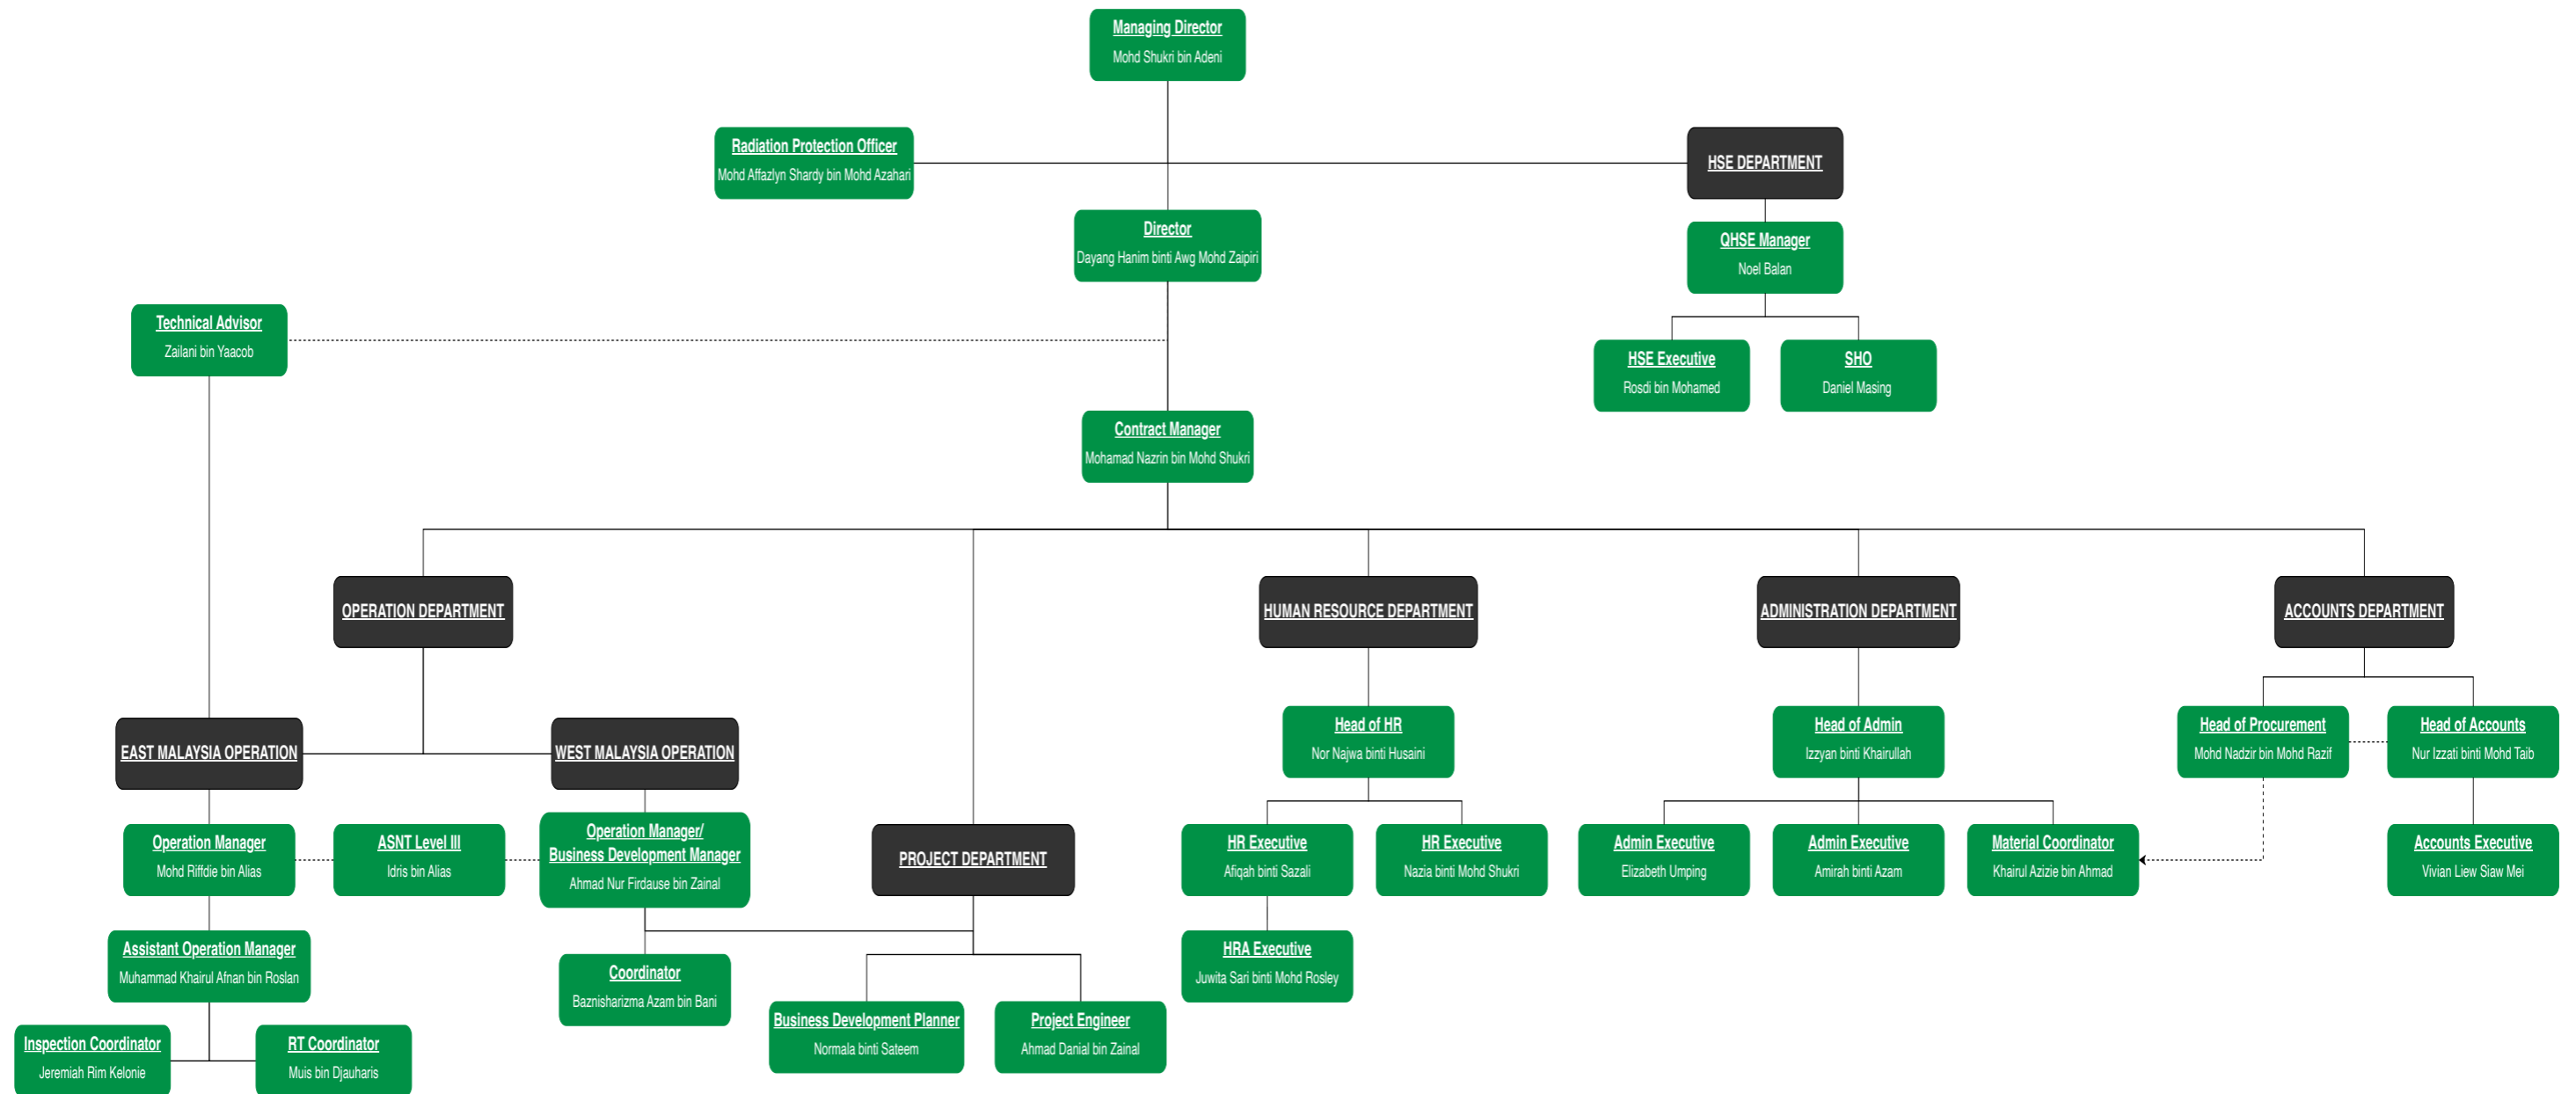 Managing Director
Mohd Shukri bin Adeni
Radiation Protection Officer
Mohd Affazlyn Shardy bin Mohd Azahari
HSE DEPARTMENT
Director
Dayang Hanim binti Awg Mohd Zaipiri
QHSE Manager
Noel Balan
Technical Advisor
Zailani bin Yaacob
HSE Executive
Rosdi bin Mohamed
SHO
Daniel Masing
Contract Manager
Mohamad Nazrin bin Mohd Shukri
OPERATION DEPARTMENT
HUMAN RESOURCE DEPARTMENT
ADMINISTRATION DEPARTMENT
ACCOUNTS DEPARTMENT
EAST MALAYSIA OPERATION
WEST MALAYSIA OPERATION
Head of HR
Nor Najwa binti Husaini
Head of Admin
Izzyan binti Khairullah
Head of Procurement
Mohd Nadzir bin Mohd Razif
Head of Accounts
Nur Izzati binti Mohd Taib
Operation Manager
Mohd Riffdie bin Alias
ASNT Level III
Idris bin Alias
Operation Manager/
Business Development Manager
Ahmad Nur Firdause bin Zainal
PROJECT DEPARTMENT
HR Executive
Afiqah binti Sazali
HR Executive
Nazia binti Mohd Shukri
Admin Executive
Elizabeth Umping
Admin Executive
Amirah binti Azam
Material Coordinator
Khairul Azizie bin Ahmad
Accounts Executive
Vivian Liew Siaw Mei
Assistant Operation Manager
Muhammad Khairul Afnan bin Roslan
Coordinator
Baznisharizma Azam bin Bani
HRA Executive
Juwita Sari binti Mohd Rosley
Business Development Planner
Normala binti Sateem
Project Engineer
Ahmad Danial bin Zainal
Inspection Coordinator
Jeremiah Rim Kelonie
RT Coordinator
Muis bin Djauharis